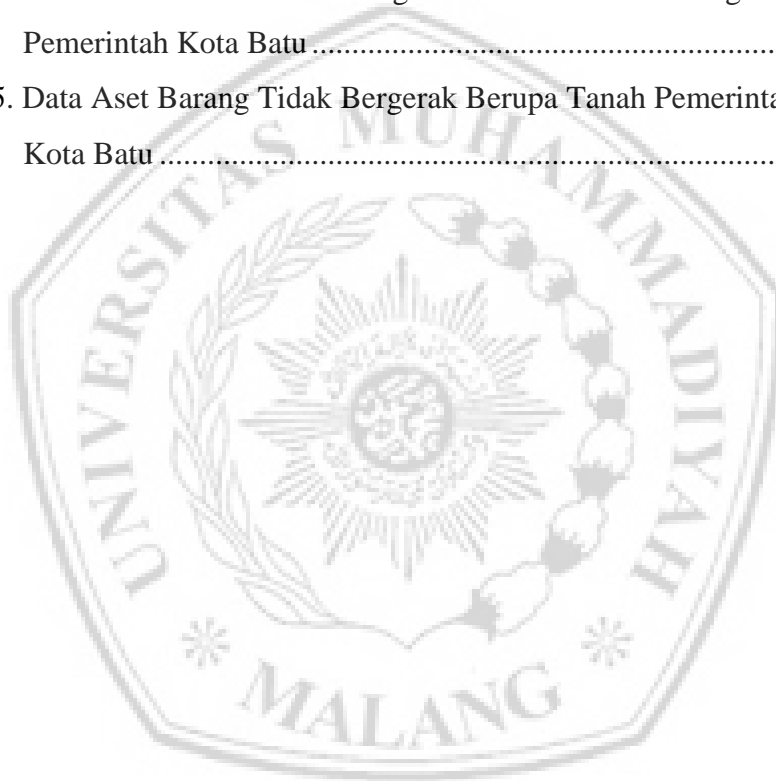 Pemerintah Kota Batu ..........................................................
5. Data Aset Barang Tidak Bergerak Berupa Tanah Pemerinta
Kota Batu .............................................................................
UNIVERSITAS MUHAMMADIYAH
MALANG